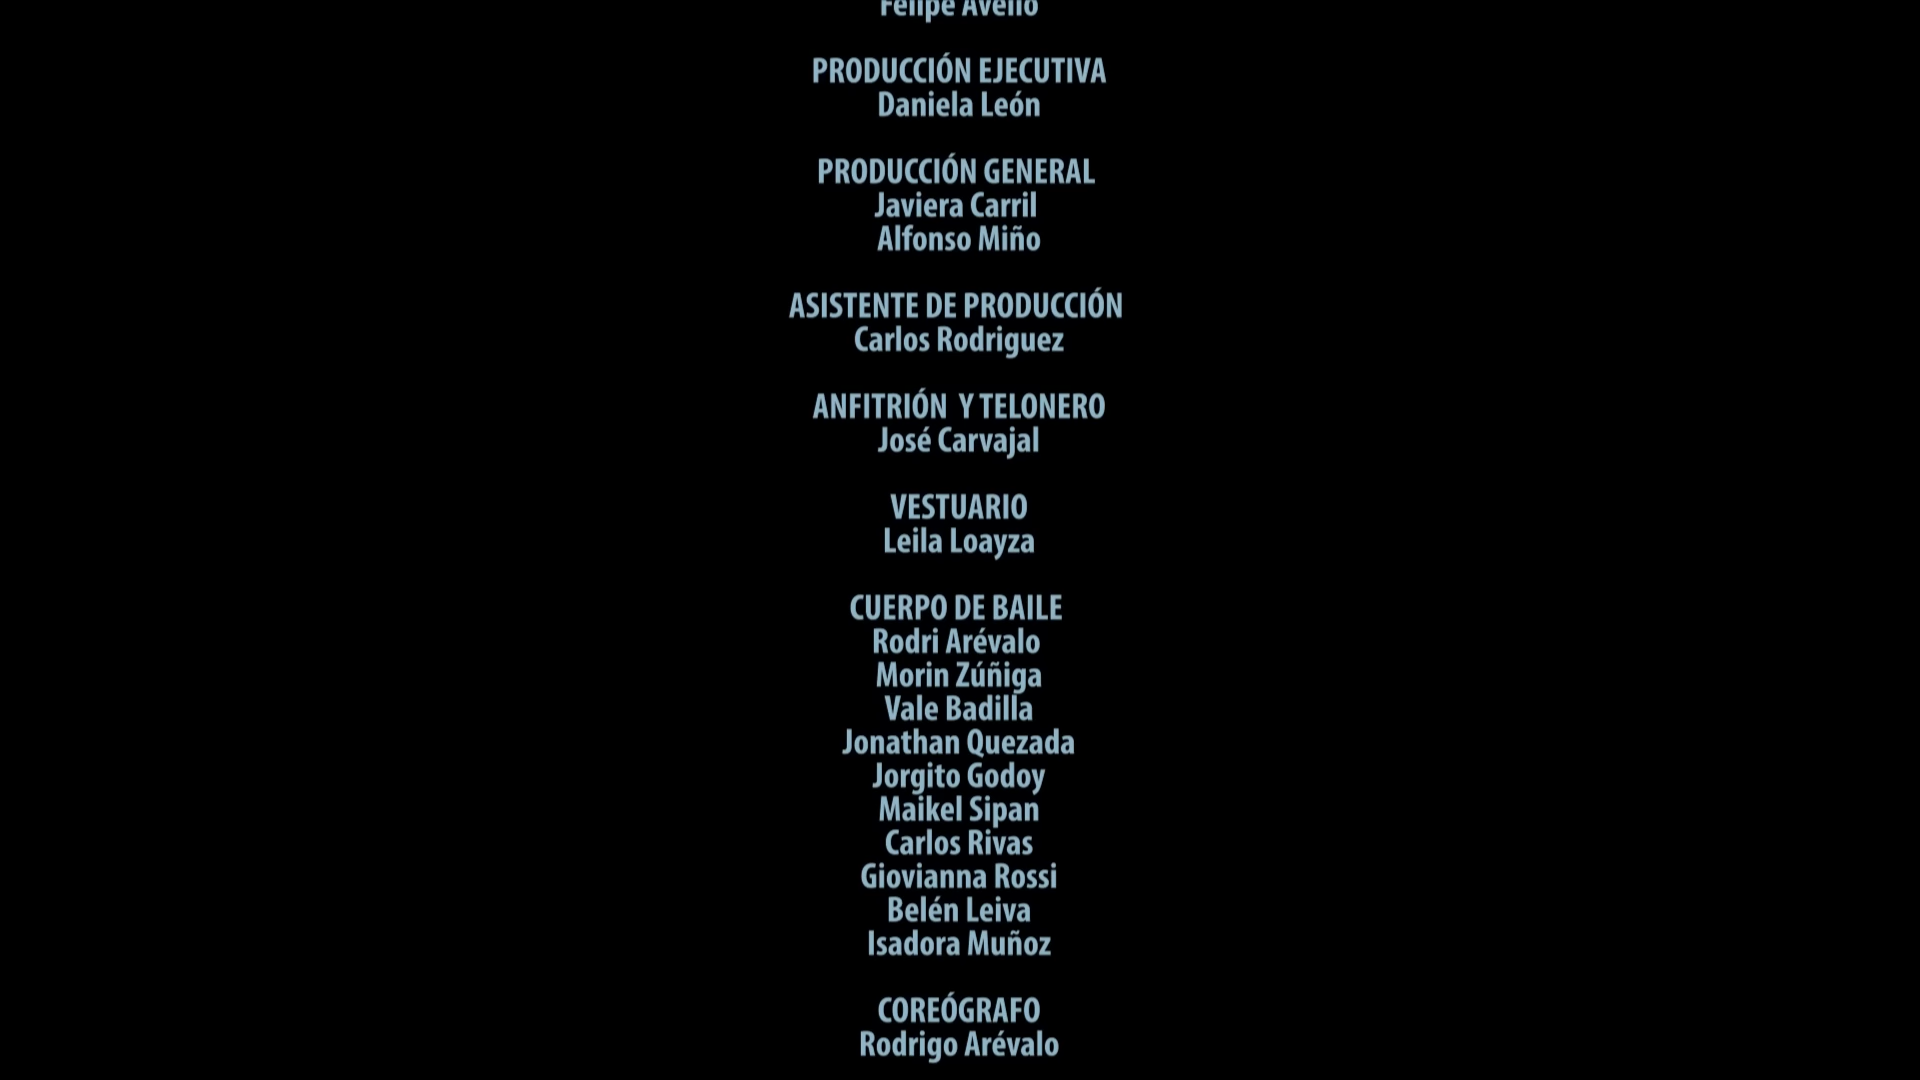 Felipe Avello
PRODUCCIÓN EJECUTIVA
Daniela León
PRODUCCIÓN GENERAL
Javiera Carril
Alfonso Miño
ASISTENTE DE PRODUCCIÓN
Carlos Rodriguez
ANFITRIÓN Y TELONERO
José Carvajal
VESTUARIO
Leila Loayza
CUERPO DE BAILE
Rodri Arévalo
Morin Zúñiga
Vale Badilla
Jonathan Quezada
Jorgito Godoy
Maikel Sipan
Carlos Rivas
Giovianna Rossi
Belén Leiva
Isadora Muñoz
COREÓGRAFO
Rodrigo Arévalo